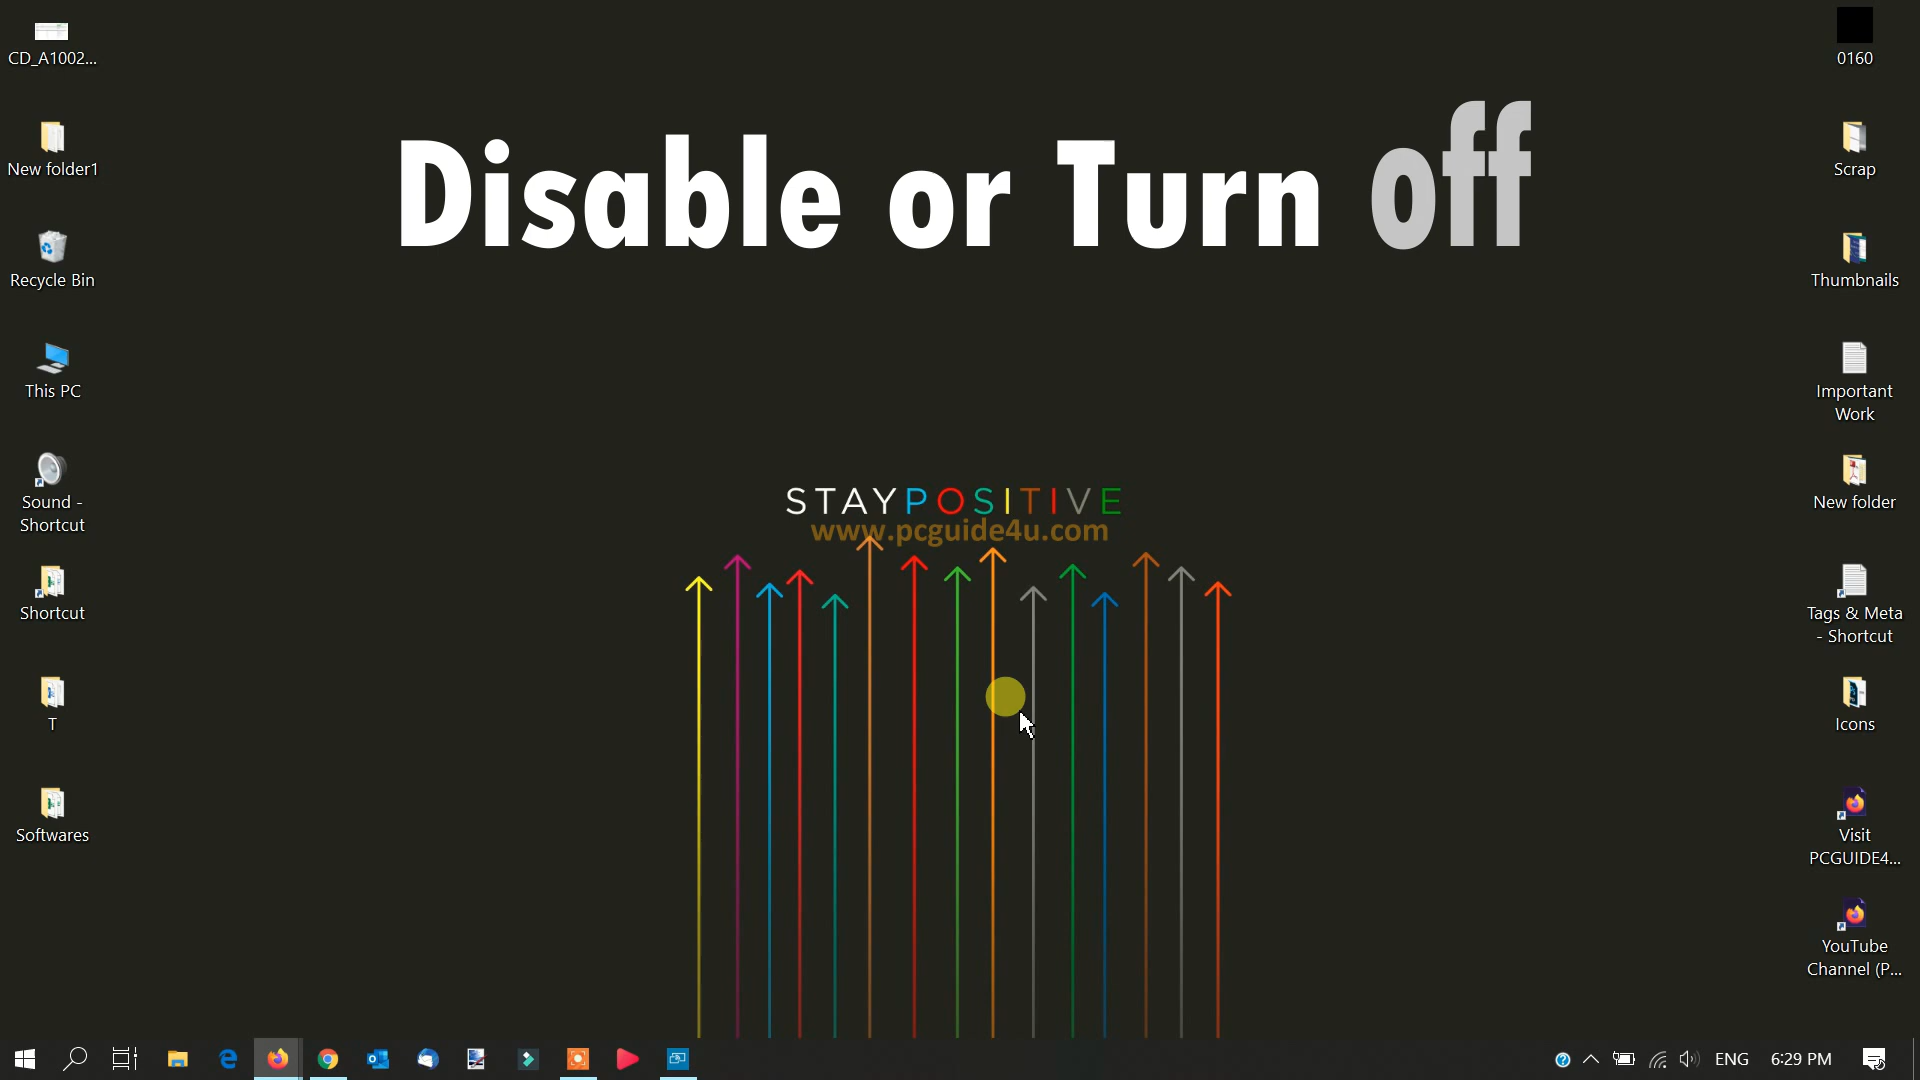 CD_A1002...
New folder1
Recycle Bin
This PC
Sound -
Shortcut
Shortcut
T
Softwares
Disable or Turn off
STAYPOSITIVE
www.pcguide4u.com
0160
Scrap
Thumbnails
Important
Work
New folder
Tags & Meta
- Shortcut
Icons
Visit
PCGUIDE4...
YouTube
Channel (P...
ENG 6:29 PM